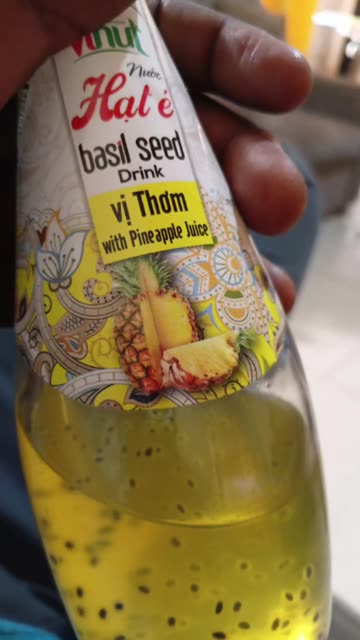 vinut
Nước
Hạt é
basil seed
Drink
vị Thơm
with Pineapple Juice